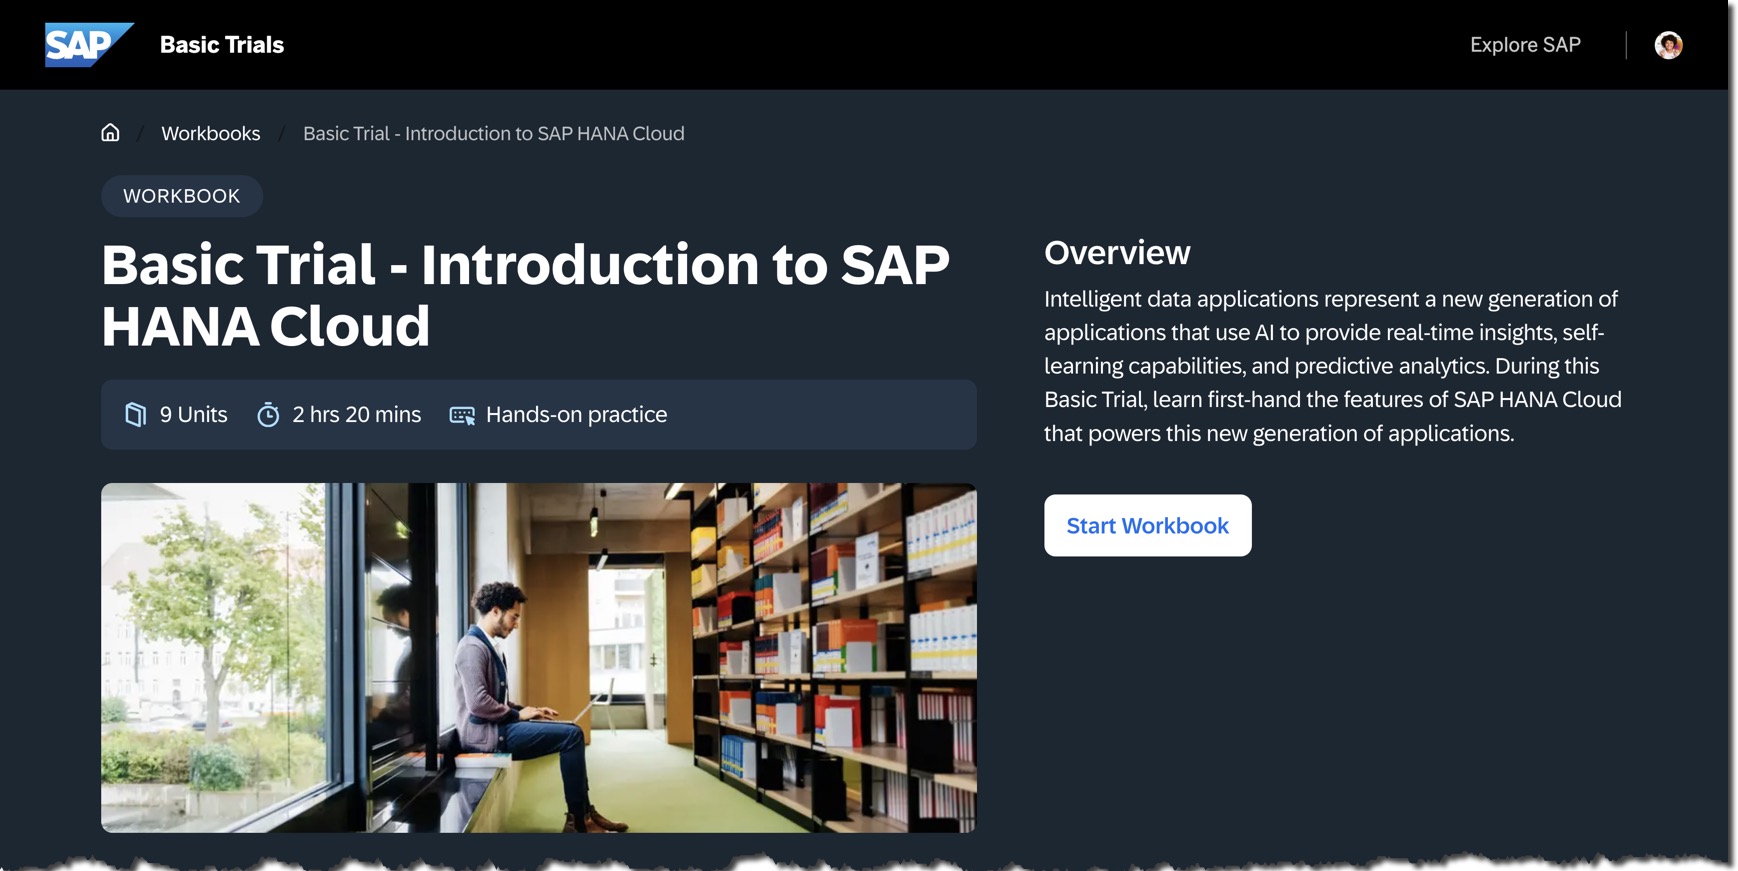 SAP Basic Trials
Explore SAP
Workbooks / Basic Trial - Introduction to SAP HANA Cloud
WORKBOOK
Basic Trial - Introduction to SAP
HANA Cloud
9 Units 2 hrs 20 mins Hands-on practice
Overview
Intelligent data applications represent a new generation of
applications that use AI to provide real-time insights, self-
learning capabilities, and predictive analytics. During this
Basic Trial, learn first-hand the features of SAP HANA Cloud
that powers this new generation of applications.
Start Workbook